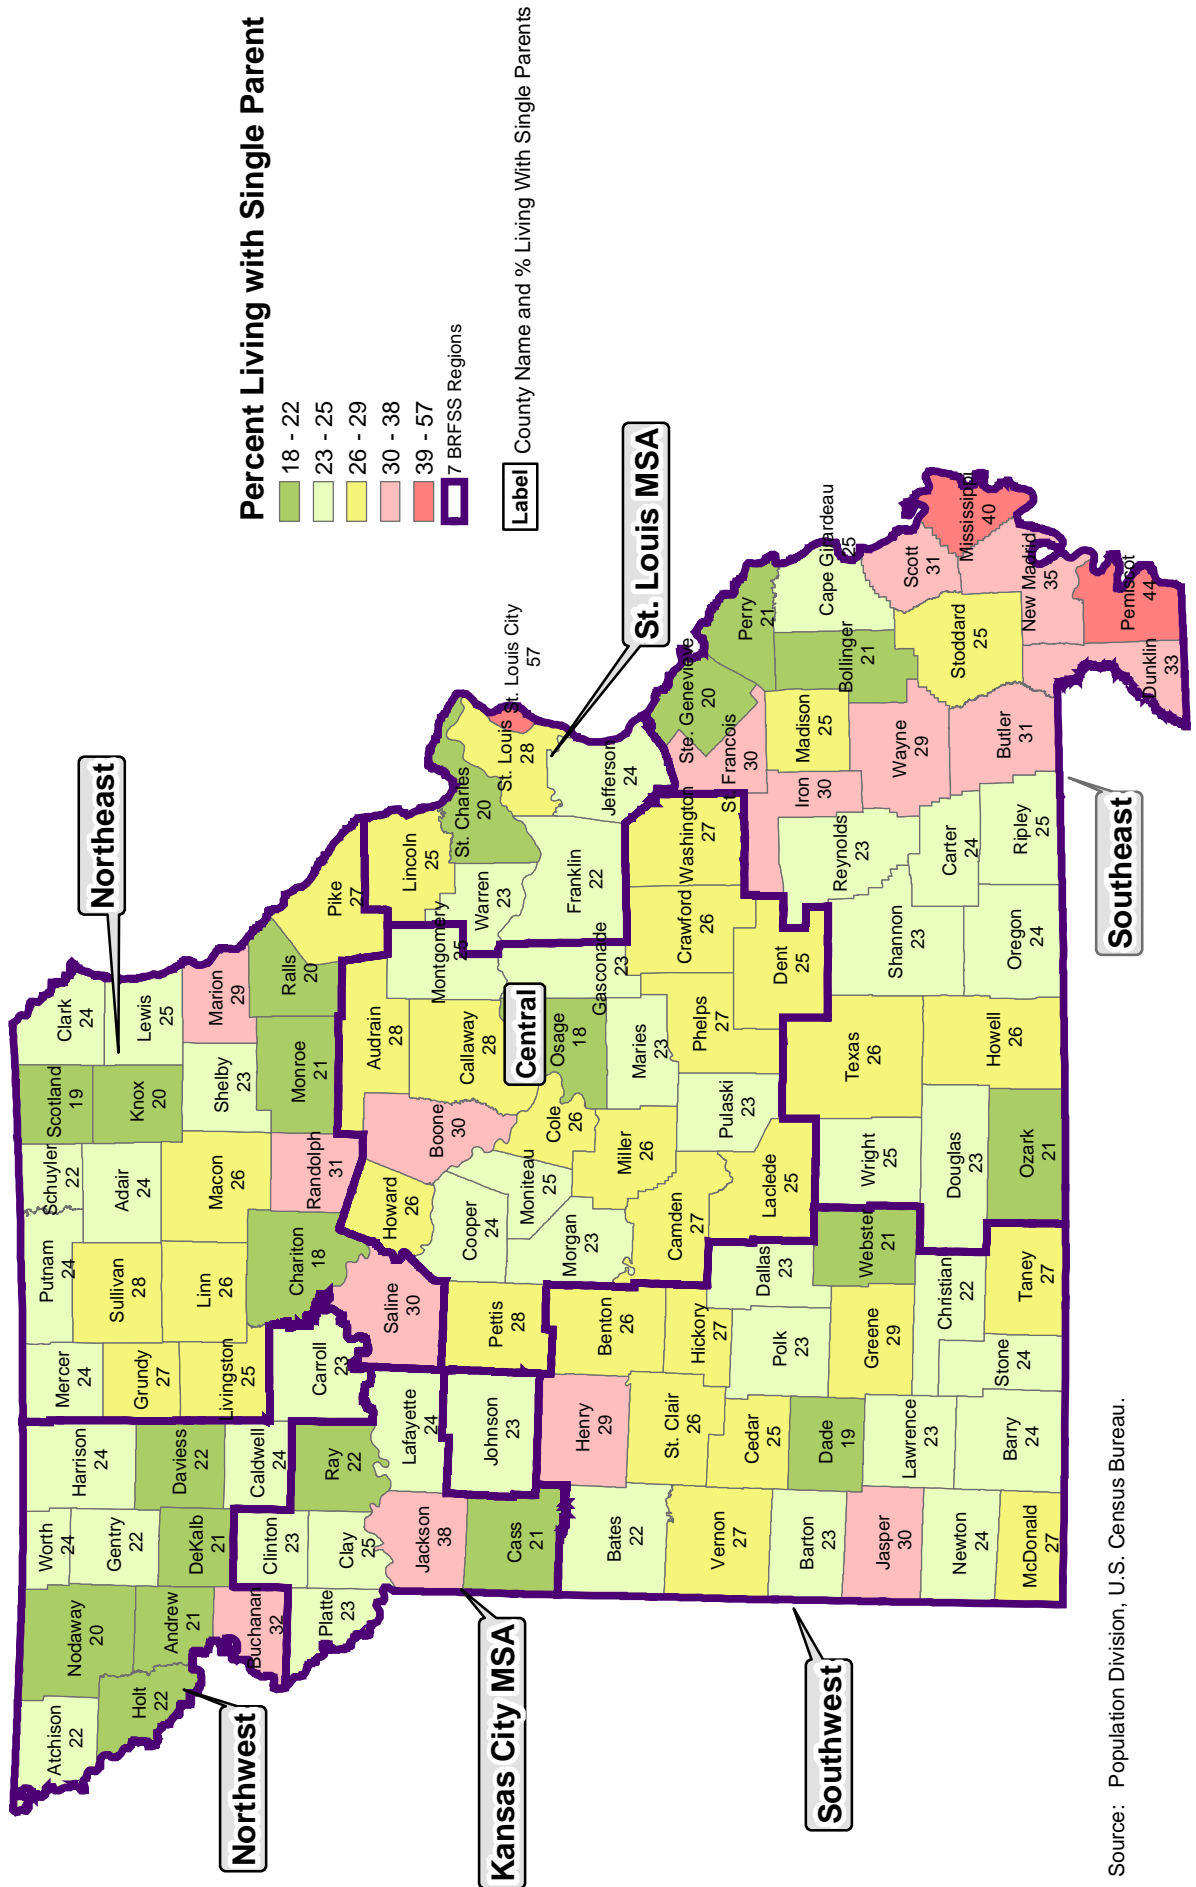 Percent Living with Single Parent
18 - 22
23 - 25
26 - 29
30 - 38
39 - 57
7 BRFSS Regions
Label
County Name and % Living With Single Parents
Northwest
Northeast
Kansas City MSA
Central
St. Louis MSA
Southwest
Southeast
Atchison
22
Nodaway
20
Worth
24
Harrison
24
Mercer
24
Putnam
24
Schuyler
22
Scotland
19
Clark
24
Holt
22
Andrew
21
Gentry
22
DeKalb
21
Daviess
22
Grundy
27
Sullivan
28
Adair
24
Knox
20
Lewis
25
Buchanan
32
Clinton
23
Caldwell
24
Livingston
25
Linn
26
Macon
26
Shelby
23
Marion
29
Platte
23
Clay
25
Ray
22
Carroll
23
Chariton
18
Randolph
31
Monroe
21
Ralls
20
Pike
27
Jackson
38
Lafayette
24
Saline
30
Howard
26
Boone
30
Audrain
28
Callaway
28
Montgomery
25
Lincoln
25
Warren
23
St. Charles
20
St. Louis
28
St. Louis City
57
Cass
21
Johnson
23
Pettis
28
Cooper
24
Moniteau
25
Cole
26
Osage
18
Gasconade
23
Franklin
22
Jefferson
24
Bates
22
Henry
29
Benton
26
Morgan
23
Miller
26
Maries
23
Crawford
26
Washington
27
Ste. Genevieve
20
St. Francois
30
Perry
21
Vernon
27
St. Clair
26
Hickory
27
Camden
27
Pulaski
23
Phelps
27
Dent
25
Iron
30
Madison
25
Bollinger
21
Cape Girardeau
25
Barton
23
Cedar
25
Polk
23
Dallas
23
Laclede
25
Texas
26
Reynolds
23
Wayne
29
Scott
31
Mississippi
40
Jasper
30
Dade
19
Greene
29
Webster
21
Wright
25
Shannon
23
Carter
24
Butler
31
Stoddard
25
New Madrid
35
Newton
24
Lawrence
23
Christian
22
Douglas
23
Howell
26
Oregon
24
Ripley
25
Dunklin
33
Pemiscot
44
McDonald
27
Barry
24
Stone
24
Taney
27
Ozark
21
Source: Population Division, U.S. Census Bureau.